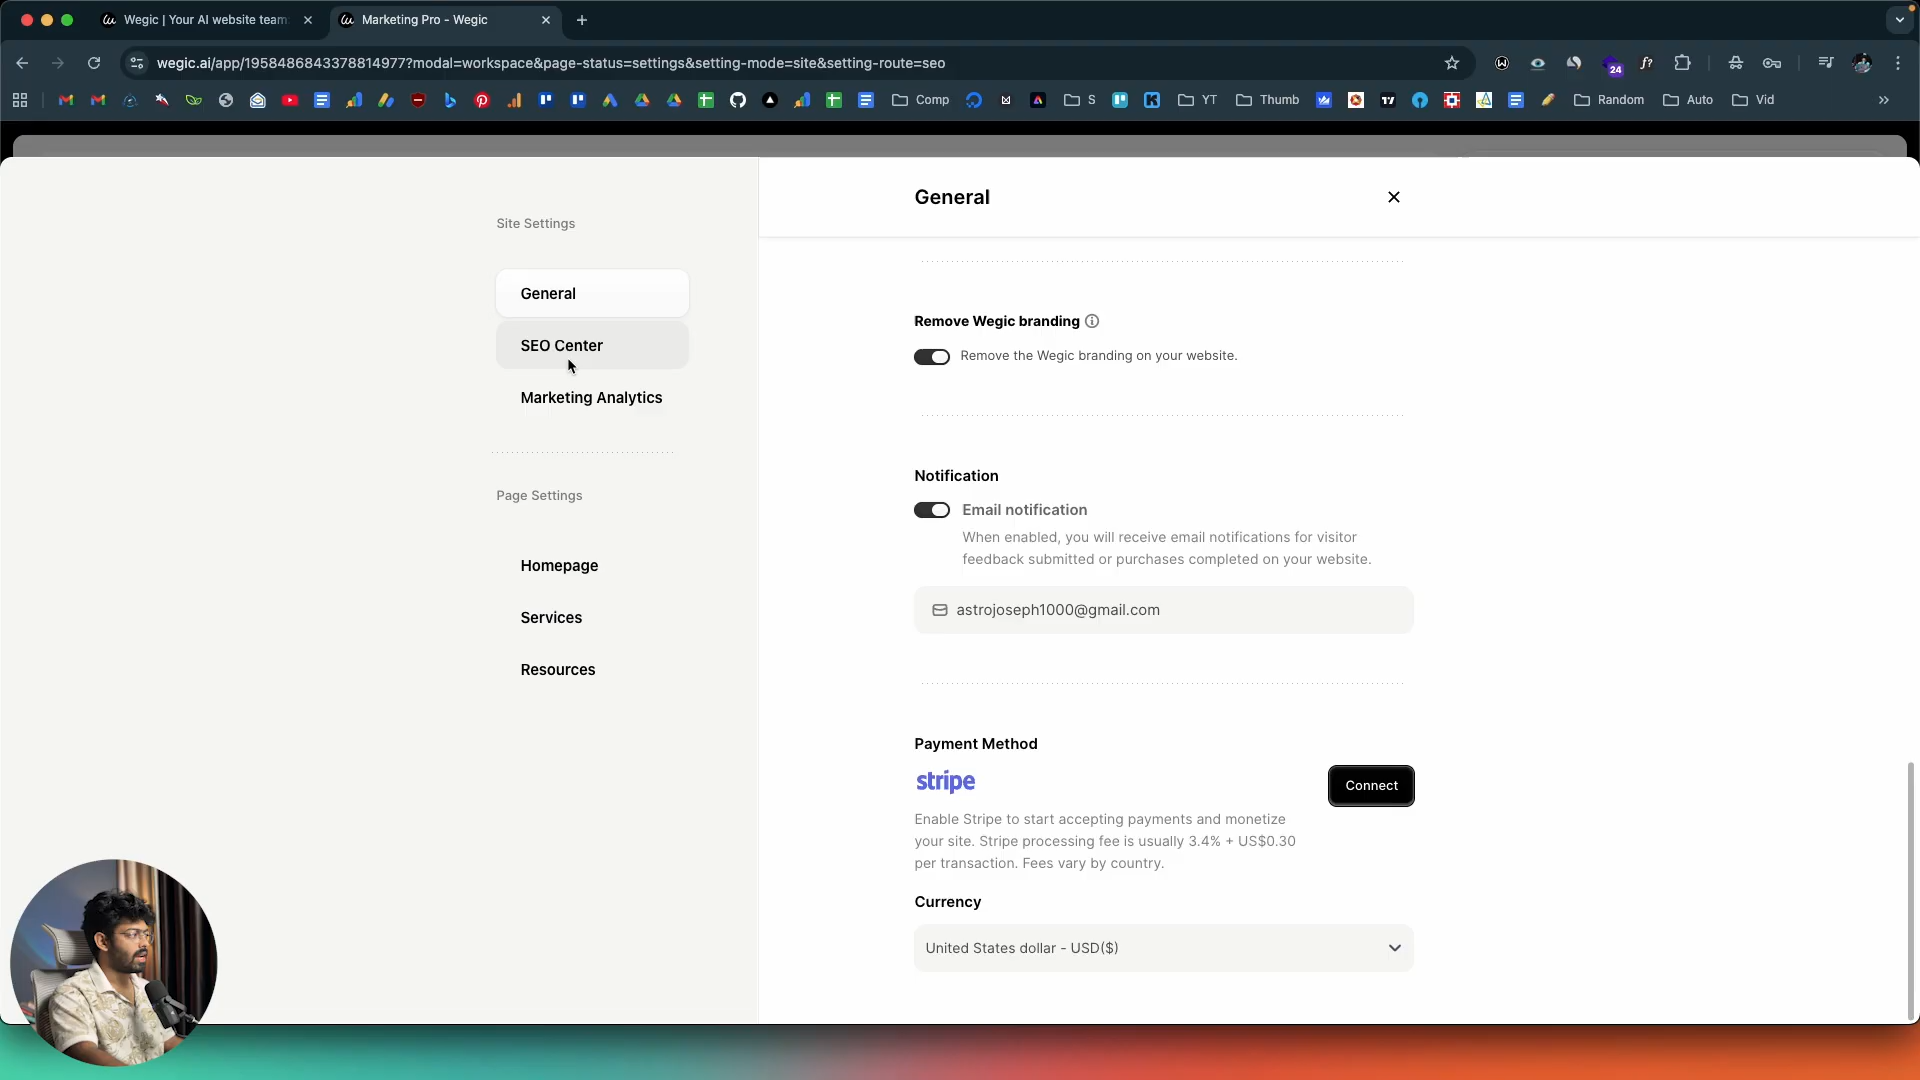 Wegic | Your AI website team
Marketing Pro - Wegic
wegic.ai/app/1958486843378814977?modal=workspace&page-status=settings&setting-mode=site&setting-route=seo
24
f?
Comp
S
YT
Thumb
Random
Auto
Vid
Site Settings
General
SEO Center
Marketing Analytics
Page Settings
Homepage
Services
Resources
General
Remove Wegic branding
Remove the Wegic branding on your website.
Notification
Email notification
When enabled, you will receive email notifications for visitor
feedback submitted or purchases completed on your website.
astrojoseph1000@gmail.com
Payment Method
stripe
Connect
Enable Stripe to start accepting payments and monetize
your site. Stripe processing fee is usually 3.4% + US$0.30
per transaction. Fees vary by country.
Currency
United States dollar - USD($)